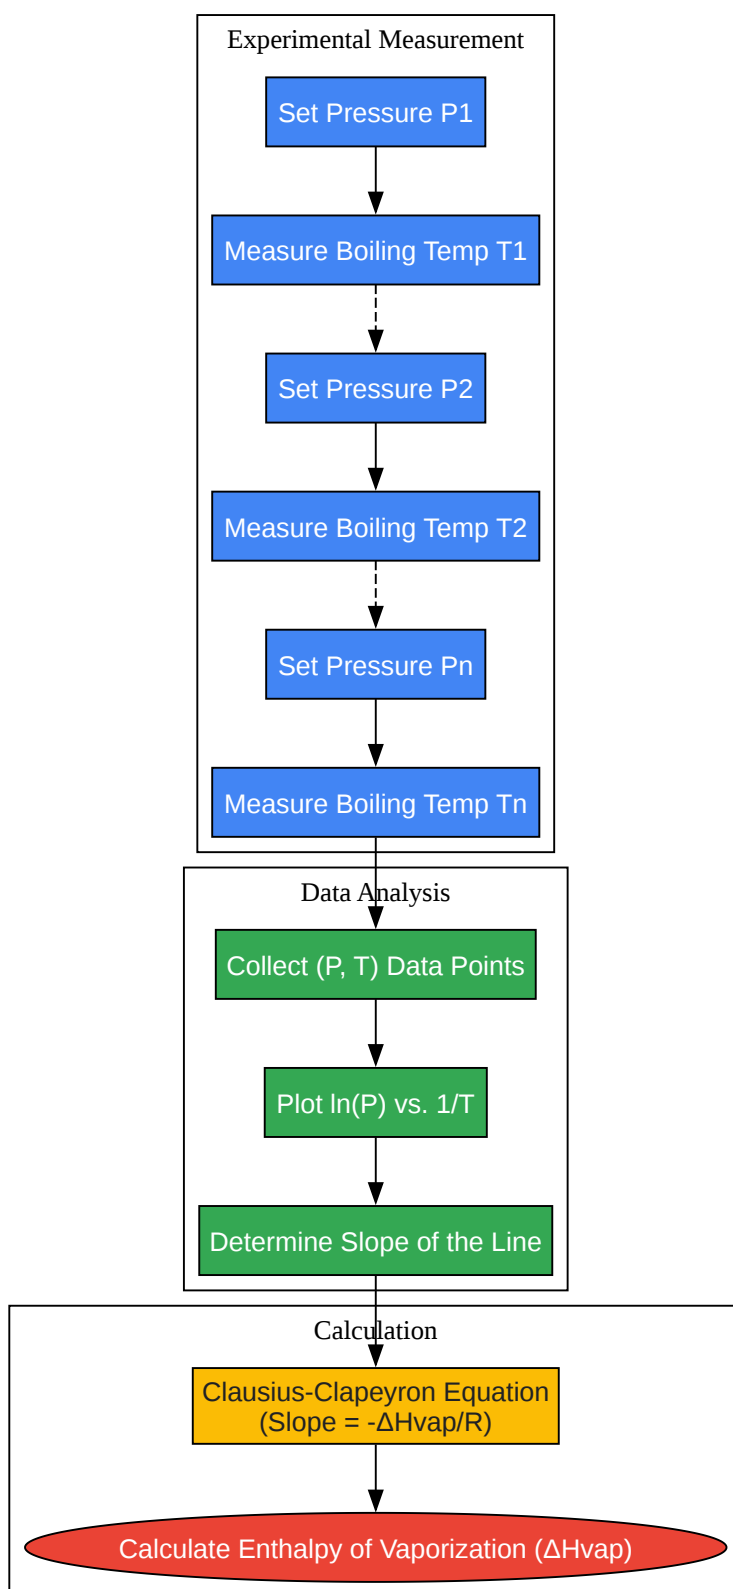 Experimental Measurement
Set Pressure P1
Measure Boiling Temp T1
Set Pressure P2
Measure Boiling Temp T2
Set Pressure Pn
Measure Boiling Temp Tn
Data Analysis
Collect (P, T) Data Points
Plot ln(P) vs. 1/T
Determine Slope of the Line
Calculation
Clausius-Clapeyron Equation
(Slope = -ΔHvap/R)
Calculate Enthalpy of Vaporization (ΔHvap)